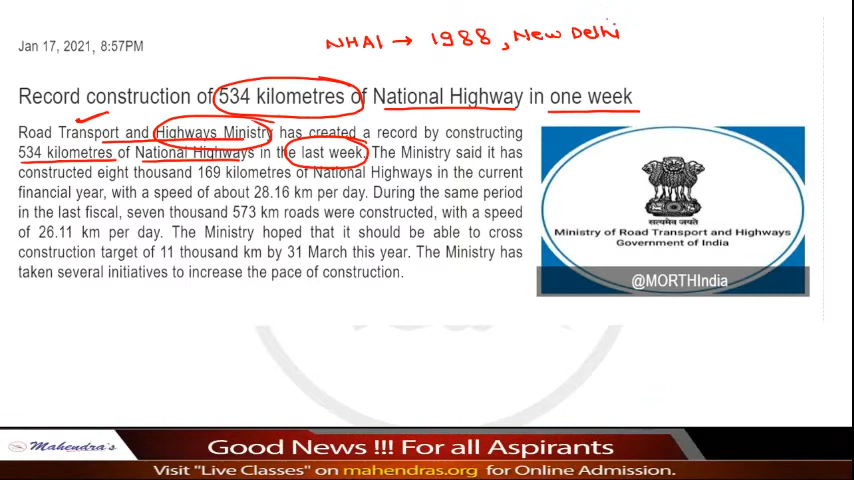 NHAI → 1988, New Delhi
Jan 17, 2021, 8:57PM
Record construction of 534 kilometres of National Highway in one week
Road Transport and Highways Ministry has created a record by constructing
534 kilometres of National Highways in the last week. The Ministry said it has
constructed eight thousand 169 kilometres of National Highways in the current
financial year, with a speed of about 28.16 km per day. During the same period
in the last fiscal, seven thousand 573 km roads were constructed, with a speed
of 26.11 km per day. The Ministry hoped that it should be able to cross
construction target of 11 thousand km by 31 March this year. The Ministry has
taken several initiatives to increase the pace of construction.
सत्यमेव जयते
Ministry of Road Transport and Highways
Government of India
@MORTHIndia
Mahendra's
Good News !!! For all Aspirants
Visit "Live Classes" on mahendras.org for Online Admission.